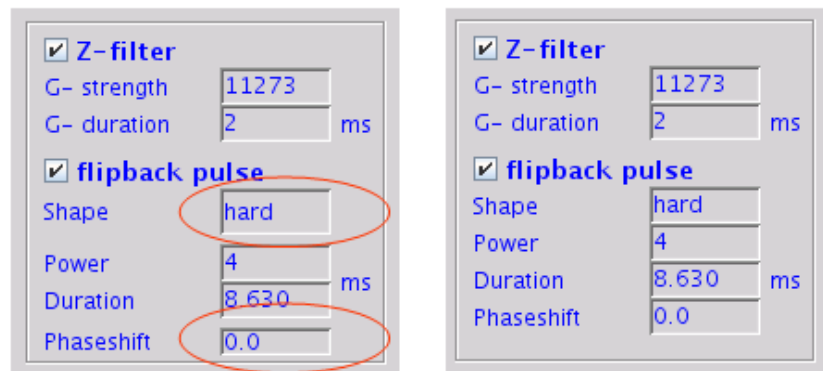 Z-filter
G- strength 11273
G- duration 2 ms
flipback pulse
Shape hard
Power 4
ms
Duration 8.630
Phaseshift 0.0
Z-filter
G- strength 11273
G- duration 2 ms
flipback pulse
Shape hard
Power 4
Duration 8.630 ms
Phaseshift 0.0